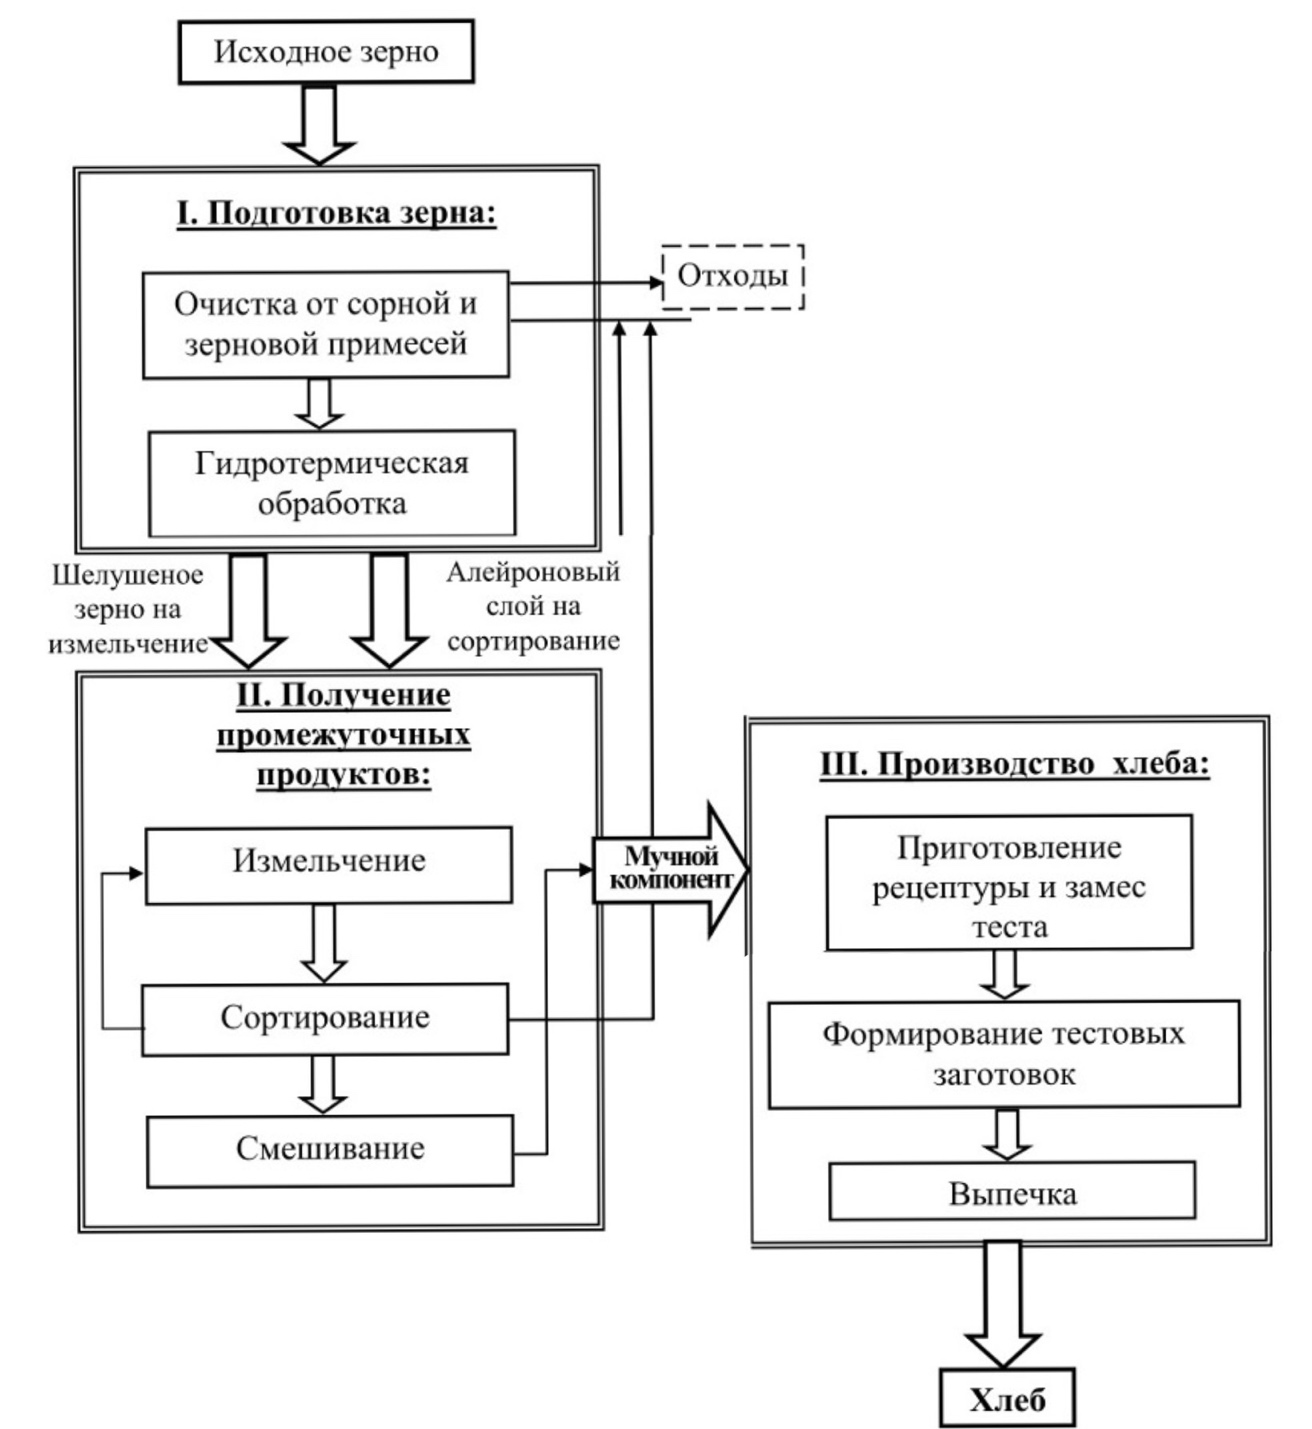 Исходное зерно
I. Подготовка зерна:
Очистка от сорной и
зерновой примесей
Отходы
Гидротермическая
обработка
Шелушеное
зерно на
измельчение
Алейроновый
слой на
сортирование
II. Получение
промежуточных
продуктов:
Измельчение
Сортирование
Смешивание
Мучной
компонент
III. Производство хлеба:
Приготовление
рецептуры и замес
теста
Формирование тестовых
заготовок
Выпечка
Хлеб